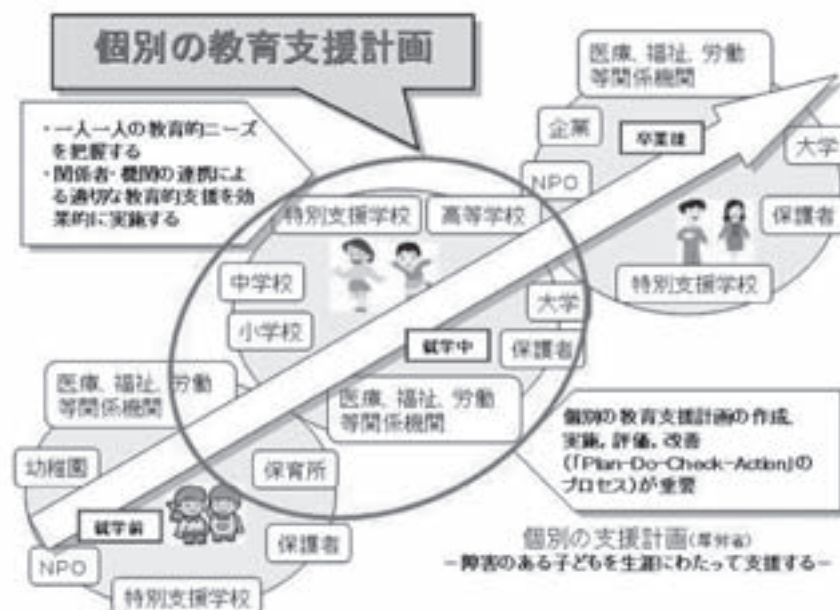 個別の教育支援計画
・一人一人の教育的ニーズ
を把握する
・関係者・機関の連携によ
る適切な教育的支援を効
果的に実施する
医療、福祉、労働
等関係機関
企業
卒業後
大学
NPO
保護者
特別支援学校
特別支援学校
高等学校
中学校
小学校
大学
就学中
保護者
医療、福祉、労働
等関係機関
医療、福祉、労働
等関係機関
幼稚園
保育所
就学前
保護者
NPO
特別支援学校
個別の教育支援計画の作成、
実施、評価、改善
(「Plan-Do-Check-Action」の
プロセス)が重要
個別の支援計画(厚労省)
−障害のある子どもを生涯にわたって支援する−